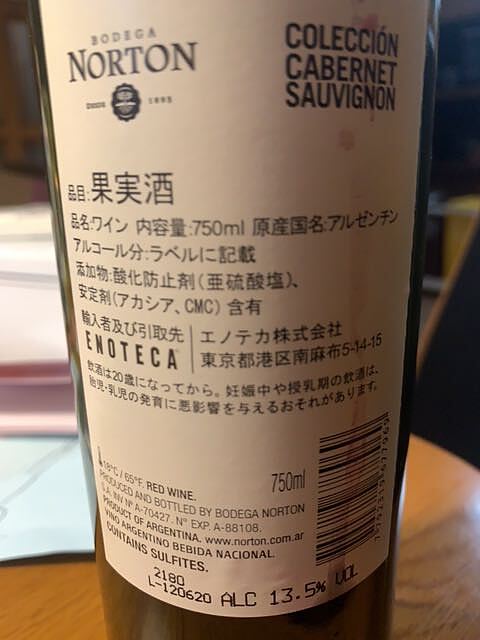 BODEGA
NORTON
DESDE 1895
COLECCIÓN
CABERNET
SAUVIGNON
品目:果実酒
品名:ワイン 内容量:750ml 原産国名:アルゼンチン
アルコール分:ラベルに記載
添加物:酸化防止剤(亜硫酸塩)、
安定剤(アカシア、CMC)含有
輸入者及び引取先
ENOTECA
エノテカ株式会社
東京都港区南麻布5-14-15
飲酒は20歳になってから。妊娠中や授乳期の飲酒は、
胎児・乳児の発育に悪影響を与えるおそれがあります。
18°C / 65°F. RED WINE.
PRODUCED AND BOTTLED BY BODEGA NORTON
S.A. INV Nº A-70427. Nº EXP. A-88108.
PRODUCT OF ARGENTINA. www.norton.com.ar
VINO ARGENTINO BEBIDA NACIONAL.
CONTAINS SULFITES.
750ml
2180
L-120620 ALC 13.5% VOL